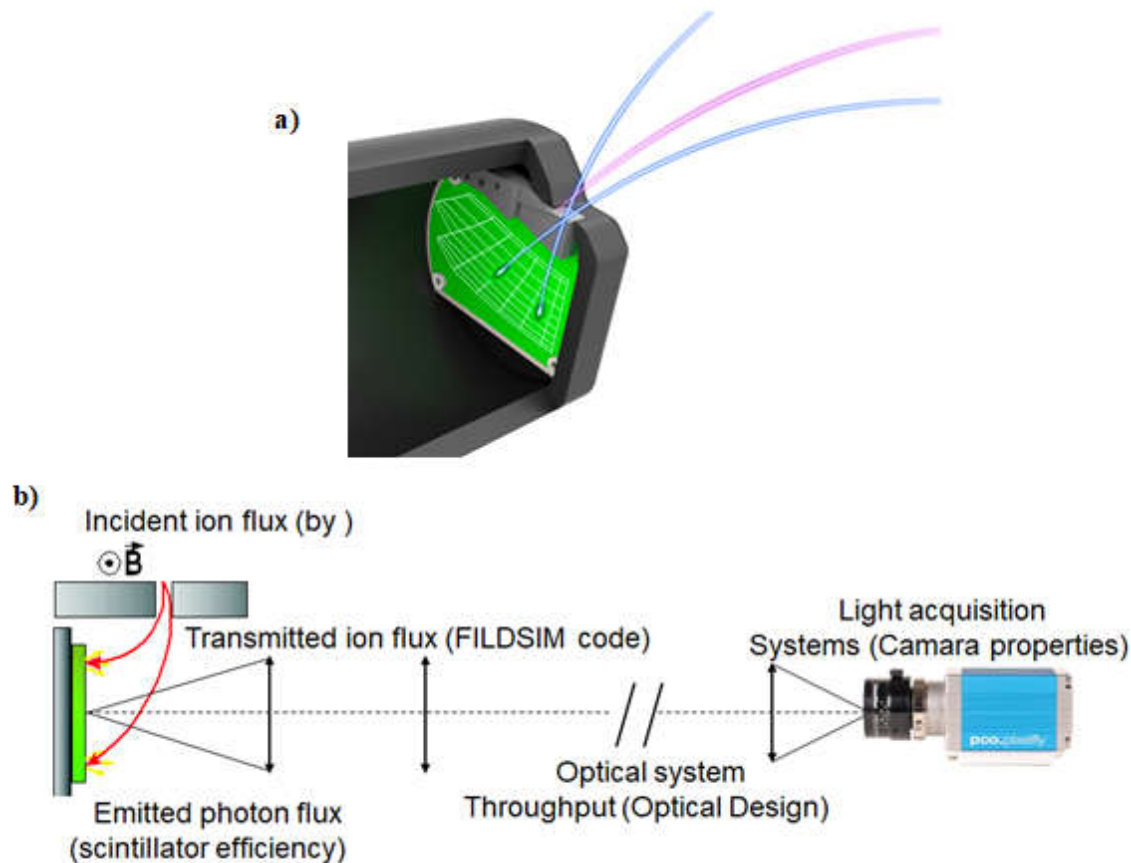 a)
b)
Incident ion flux (by )
B
Transmitted ion flux (FILDSIM code)
Light acquisition
Systems (Camara properties)
pco.
Optical system
Throughput (Optical Design)
Emitted photon flux
(scintillator efficiency)